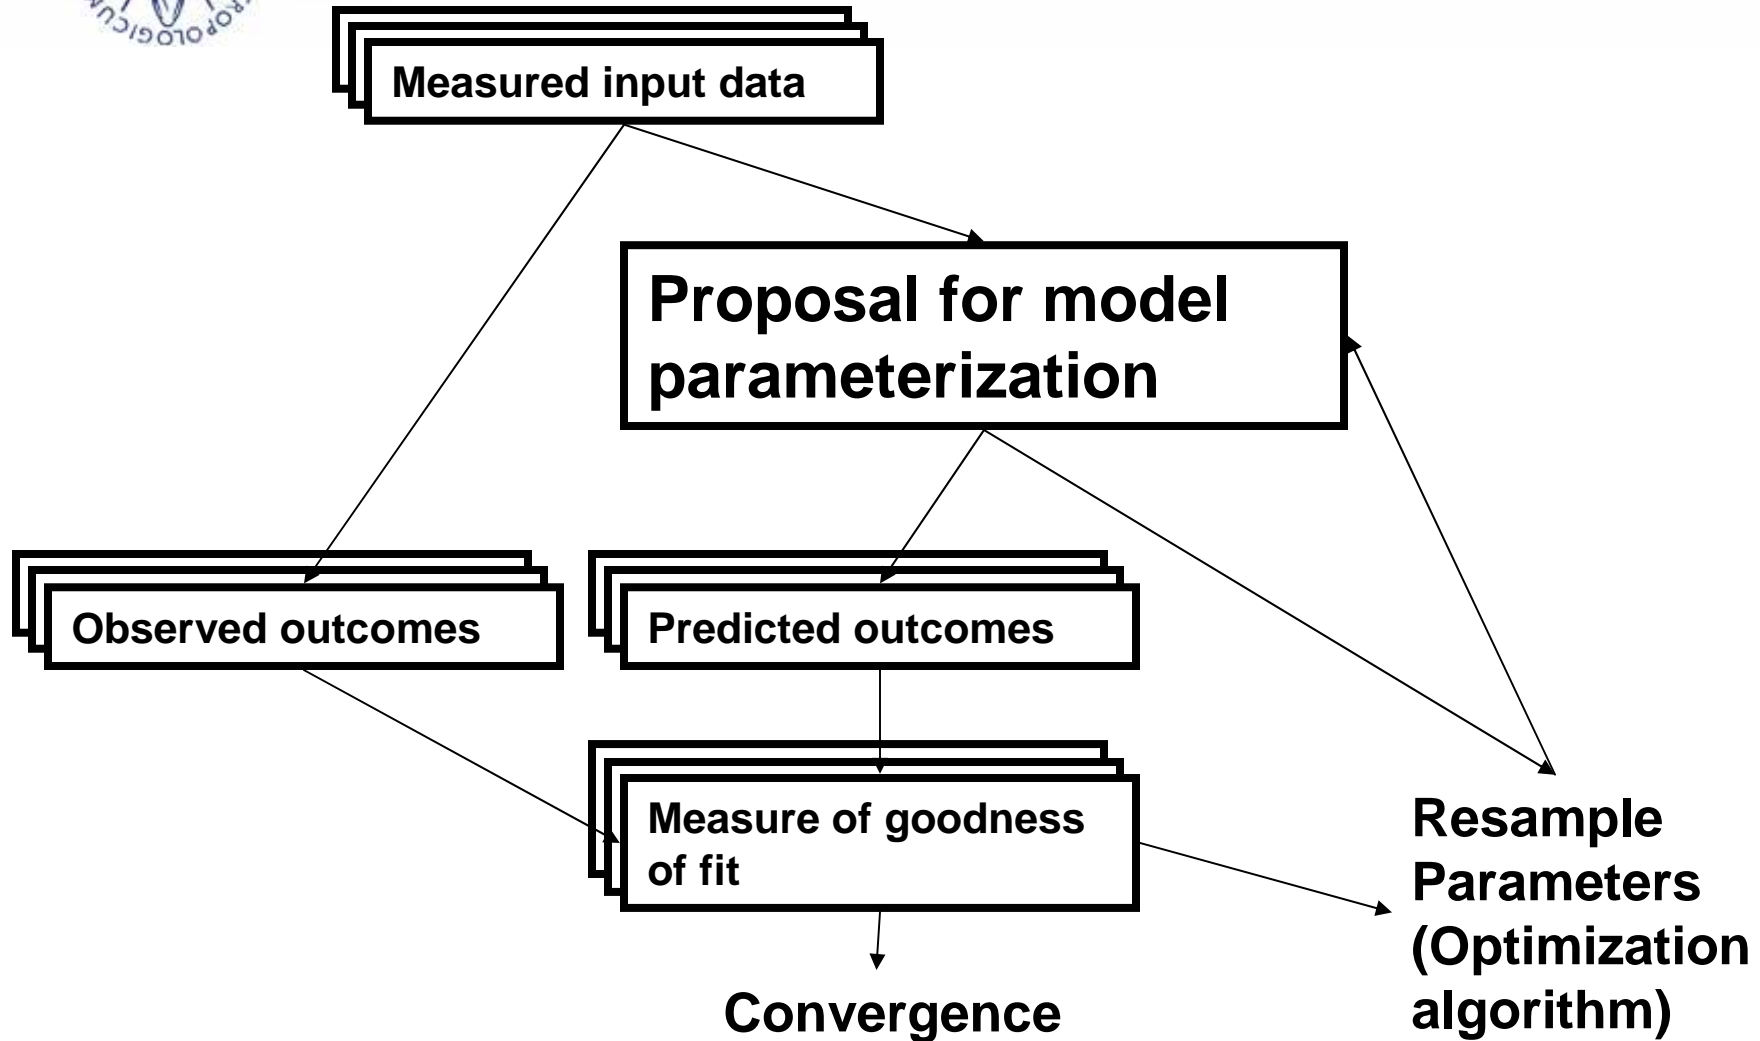 Measured input data
Proposal for model
parameterization
Observed outcomes
Predicted outcomes
Measure of goodness
of fit
Resample
Parameters
(Optimization
algorithm)
Convergence